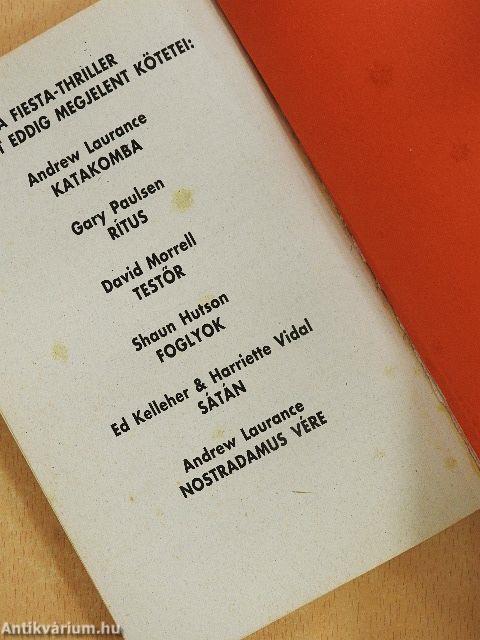 A FIESTA-THRILLER
T EDDIG MEGJELENT KÖTETEI:
Andrew Laurance
KATAKOMBA
Gary Paulsen
RÍTUS
David Morrell
TESTŐR
Shaun Hutson
FOGLYOK
Ed Kelleher & Harriette Vidal
SÁTÁN
Andrew Laurance
NOSTRADAMUS VÉRE
Antikvárium.hu